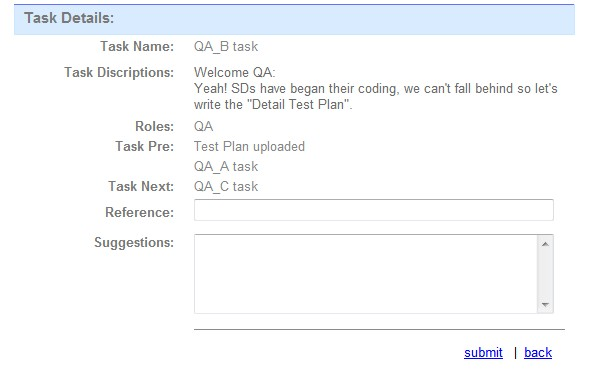 Task Details:
Task Name: QA_B task
Task Discriptions: Welcome QA:
Yeah! SDs have began their coding, we can't fall behind so let's
write the "Detail Test Plan".
Roles: QA
Task Pre: Test Plan uploaded
QA_A task
Task Next: QA_C task
Reference:
Suggestions:
submit | back